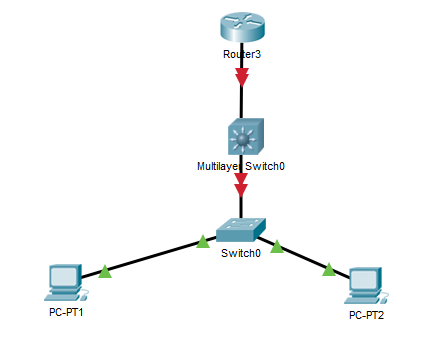 Router3
Multilayer Switch0
Switch0
PC-PT1
PC-PT2